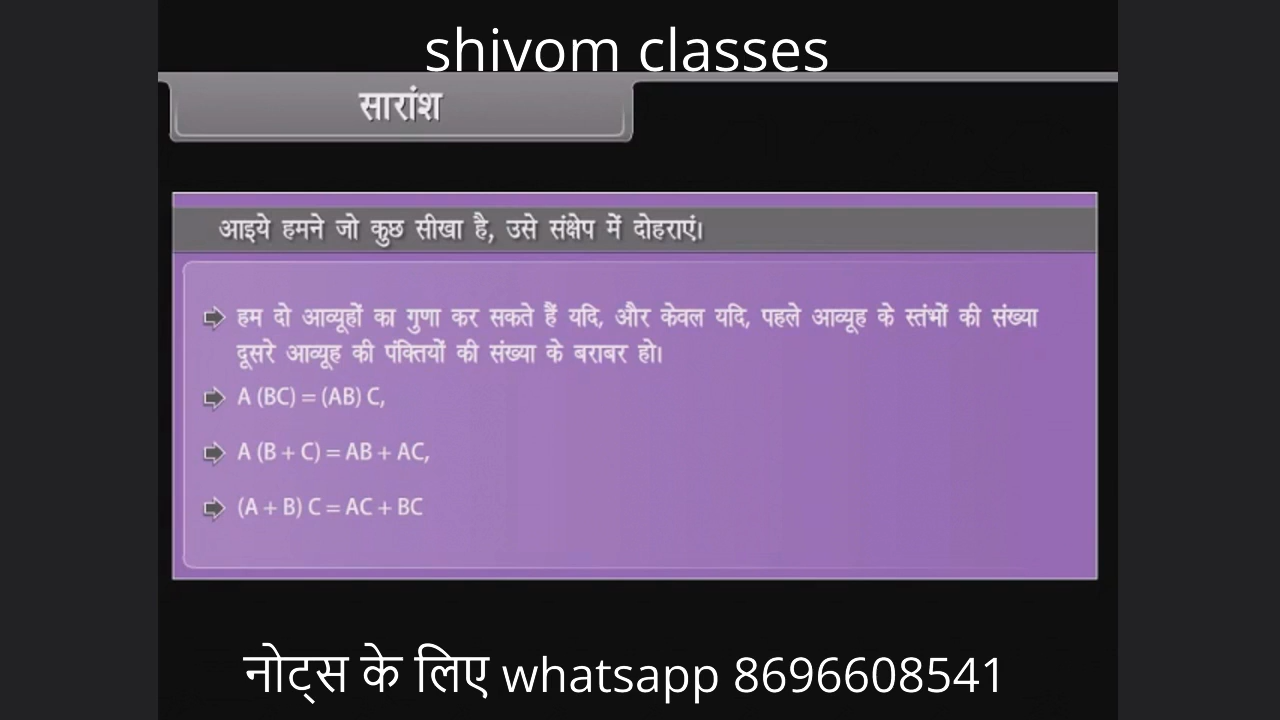 shivom classes
सारांश
आइये हमने जो कुछ सीखा है, उसे संक्षेप में दोहराएं।
हम दो आव्यूहों का गुणा कर सकते हैं यदि, और केवल यदि, पहले आव्यूह के स्तंभों की संख्या
दूसरे आव्यूह की पंक्तियों की संख्या के बराबर हो।
A (BC) = (AB) C,
A (B + C) = AB + AC,
(A + B) C = AC + BC
नोट्स के लिए whatsapp 8696608541